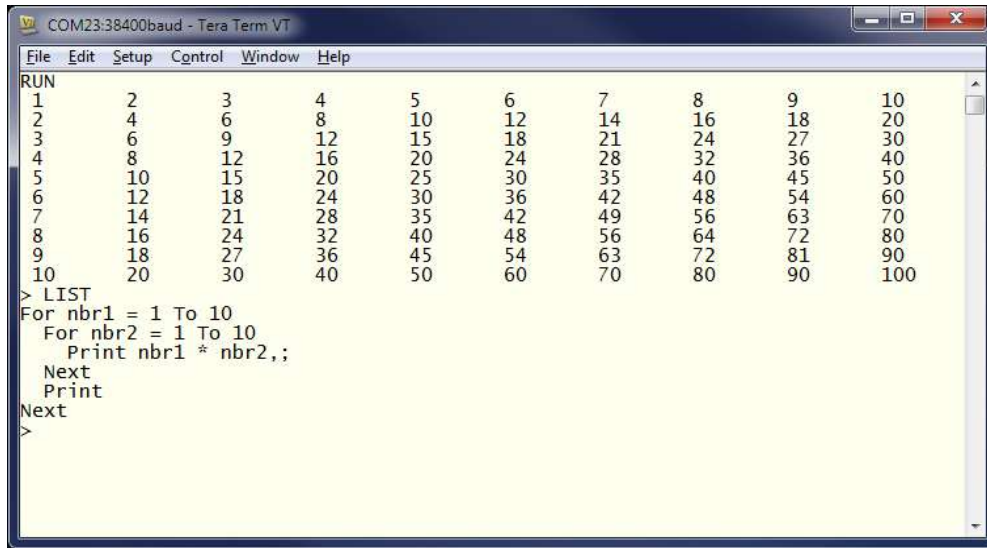 COM23:38400baud - Tera Term VT
File Edit Setup Control Window Help
RUN
1 2 3 4 5 6 7 8 9 10
2 4 6 8 10 12 14 16 18 20
3 6 9 12 15 18 21 24 27 30
4 8 12 16 20 24 28 32 36 40
5 10 15 20 25 30 35 40 45 50
6 12 18 24 30 36 42 48 54 60
7 14 21 28 35 42 49 56 63 70
8 16 24 32 40 48 56 64 72 80
9 18 27 36 45 54 63 72 81 90
10 20 30 40 50 60 70 80 90 100
> LIST
For nbr1 = 1 To 10
  For nbr2 = 1 To 10
    Print nbr1 * nbr2,;
  Next
  Print
Next
>